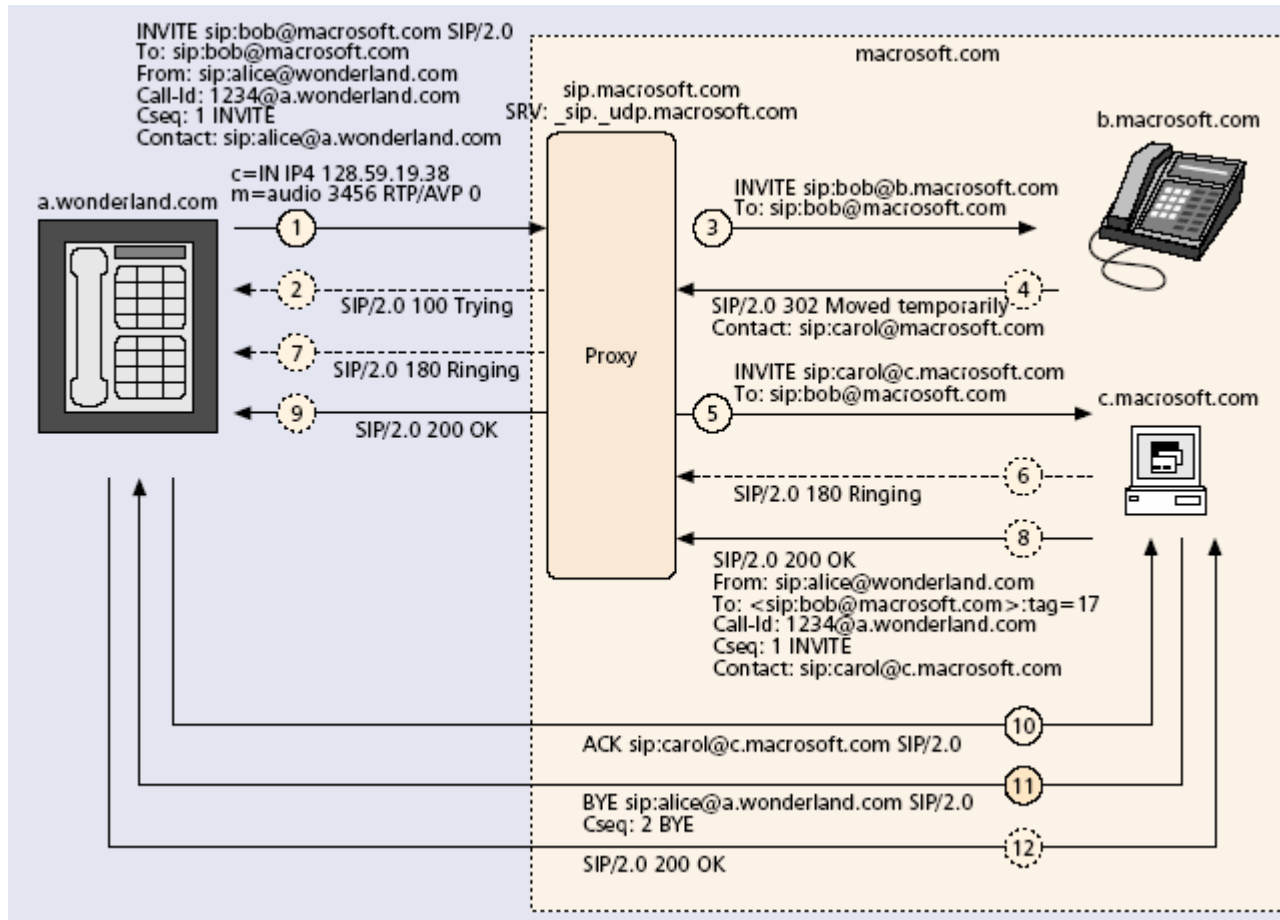 INVITE sip:bob@macrosoft.com SIP/2.0
To: sip:bob@macrosoft.com
From: sip:alice@wonderland.com
Call-Id: 1234@a.wonderland.com
Cseq: 1 INVITE
Contact: sip:alice@a.wonderland.com
c=IN IP4 128.59.19.38
m=audio 3456 RTP/AVP 0
a.wonderland.com
macrosoft.com
sip.macrosoft.com
SRV: _sip._udp.macrosoft.com
b.macrosoft.com
1
INVITE sip:bob@b.macrosoft.com
To: sip:bob@macrosoft.com
3
2
SIP/2.0 100 Trying
4
SIP/2.0 302 Moved temporarily
Contact: sip:carol@macrosoft.com
7
SIP/2.0 180 Ringing
Proxy
INVITE sip:carol@c.macrosoft.com
To: sip:bob@macrosoft.com
5
c.macrosoft.com
9
SIP/2.0 200 OK
6
SIP/2.0 180 Ringing
8
SIP/2.0 200 OK
From: sip:alice@wonderland.com
To: <sip:bob@macrosoft.com>:tag=17
Call-Id: 1234@a.wonderland.com
Cseq: 1 INVITE
Contact: sip:carol@c.macrosoft.com
10
ACK sip:carol@c.macrosoft.com SIP/2.0
11
BYE sip:alice@a.wonderland.com SIP/2.0
Cseq: 2 BYE
12
SIP/2.0 200 OK